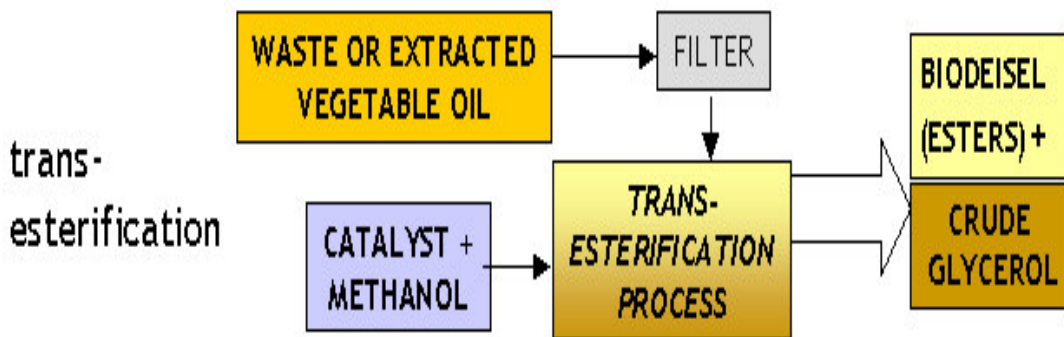 WASTE OR EXTRACTED
VEGETABLE OIL
FILTER
BIODEISEL
(ESTERS) +
trans-
esterification
CATALYST +
METHANOL
TRANS-
ESTERIFICATION
PROCESS
CRUDE
GLYCEROL